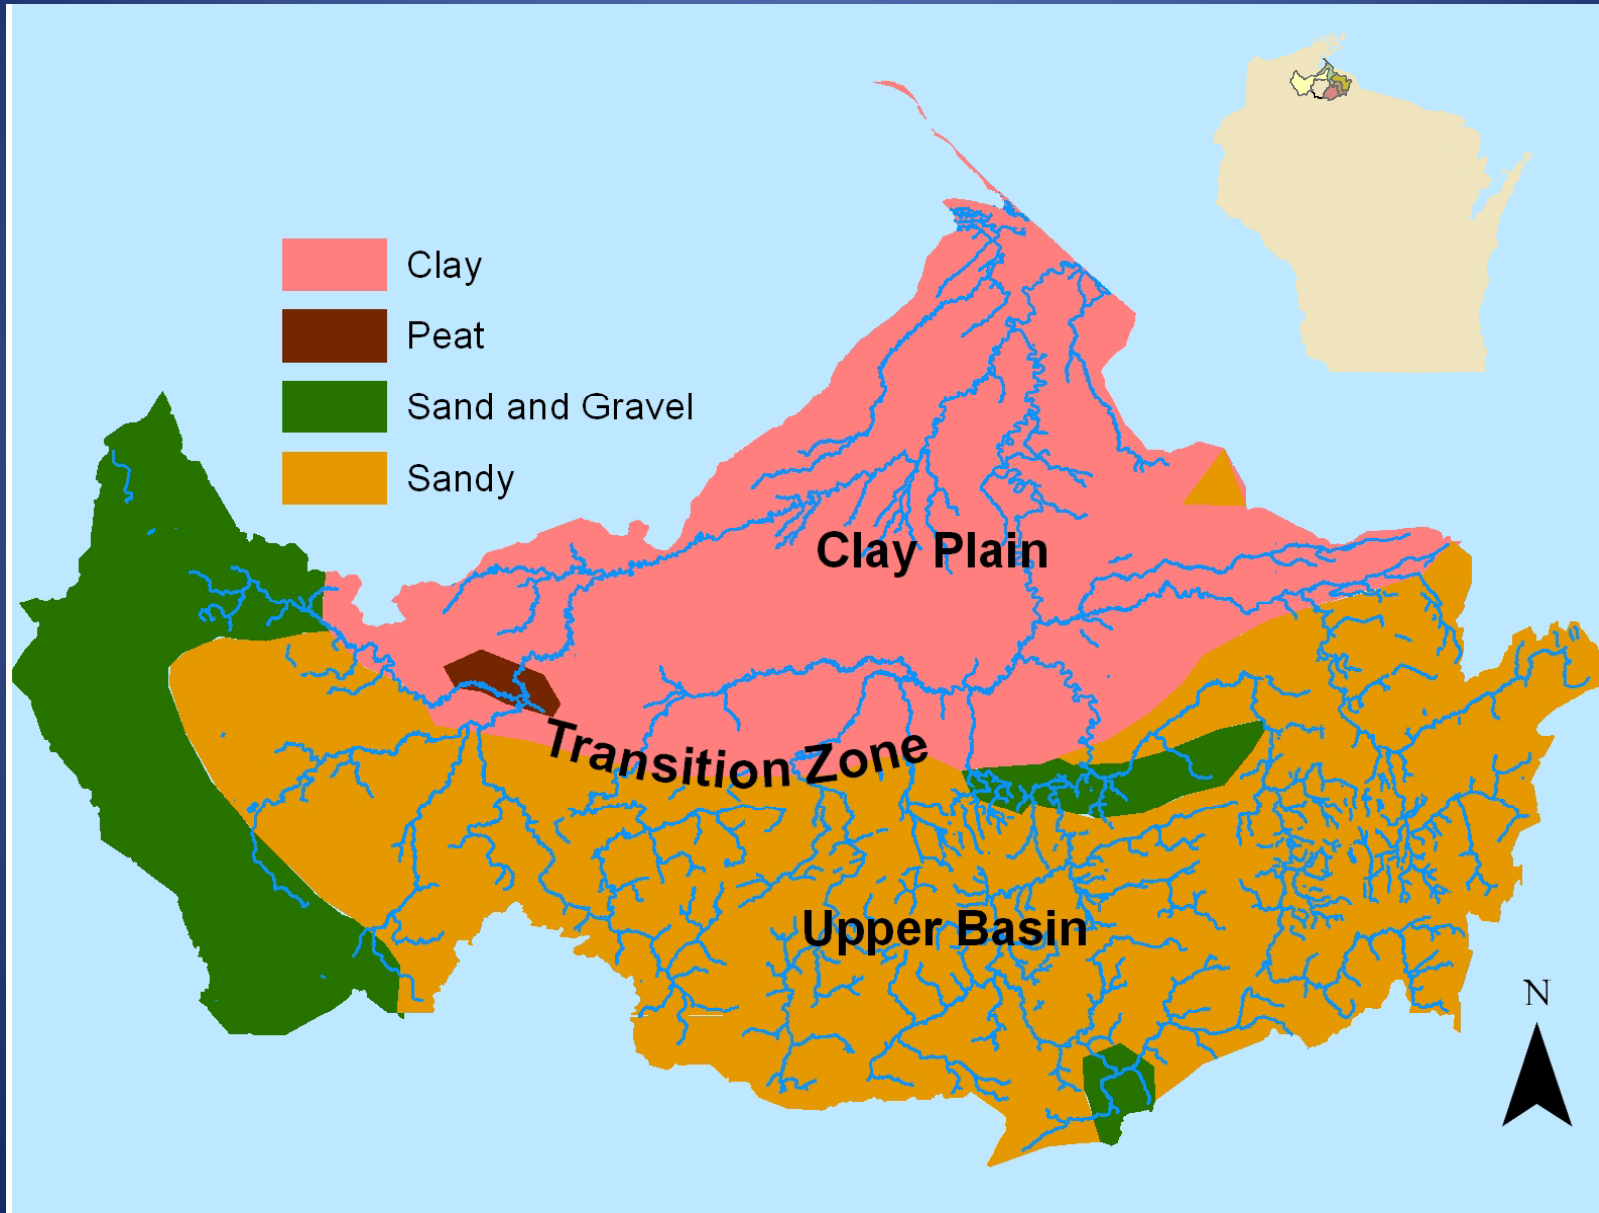 Clay
Peat
Sand and Gravel
Sandy
Clay Plain
Transition Zone
Upper Basin
N